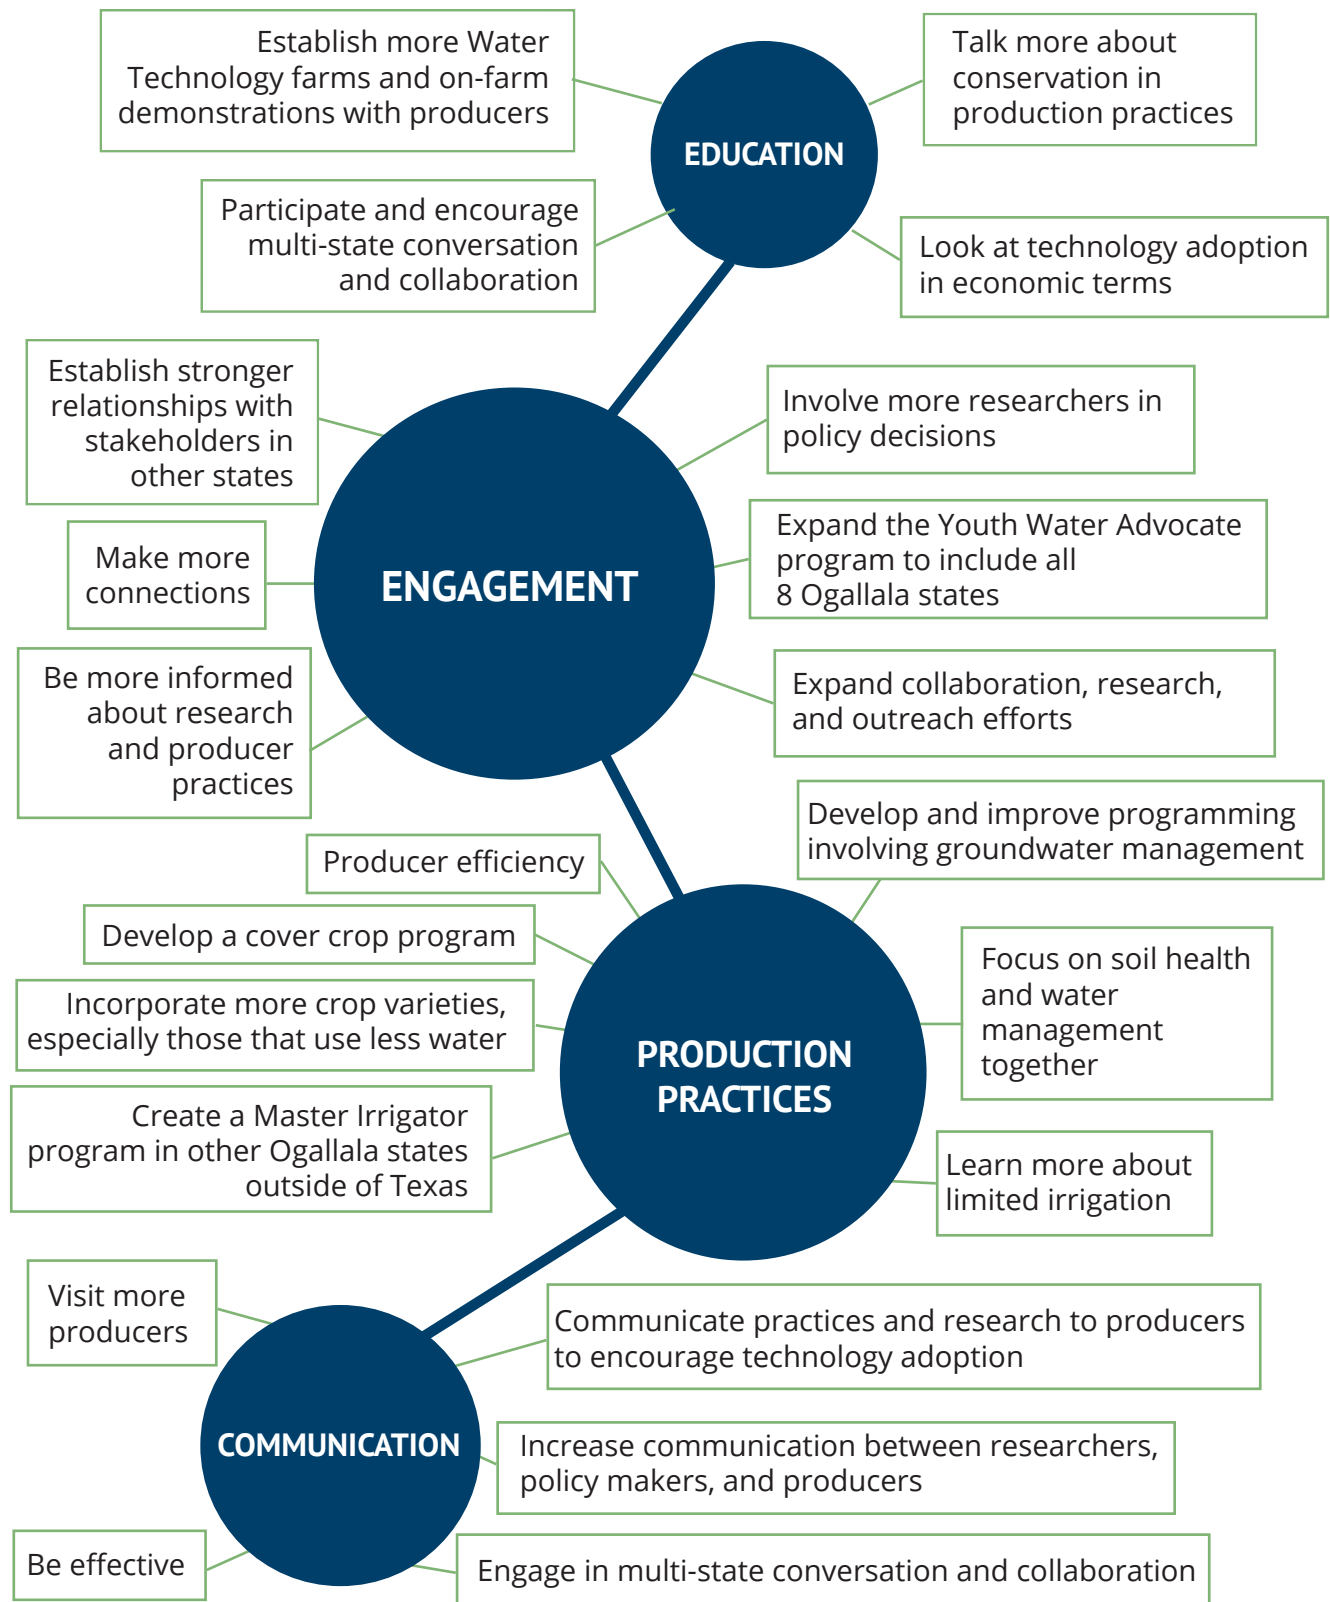 Establish more Water
Technology farms and on-farm
demonstrations with producers
Talk more about
conservation in
production practices
EDUCATION
Participate and encourage
multi-state conversation
and collaboration
Look at technology adoption
in economic terms
Establish stronger
relationships with
stakeholders in
other states
Involve more researchers in
policy decisions
Make more
connections
ENGAGEMENT
Expand the Youth Water Advocate
program to include all
8 Ogallala states
Be more informed
about research
and producer
practices
Expand collaboration, research,
and outreach efforts
Producer efficiency
Develop and improve programming
involving groundwater management
Develop a cover crop program
Incorporate more crop varieties,
especially those that use less water
PRODUCTION
PRACTICES
Focus on soil health
and water
management
together
Create a Master Irrigator
program in other Ogallala states
outside of Texas
Learn more about
limited irrigation
Visit more
producers
Communicate practices and research to producers
to encourage technology adoption
COMMUNICATION
Increase communication between researchers,
policy makers, and producers
Be effective
Engage in multi-state conversation and collaboration